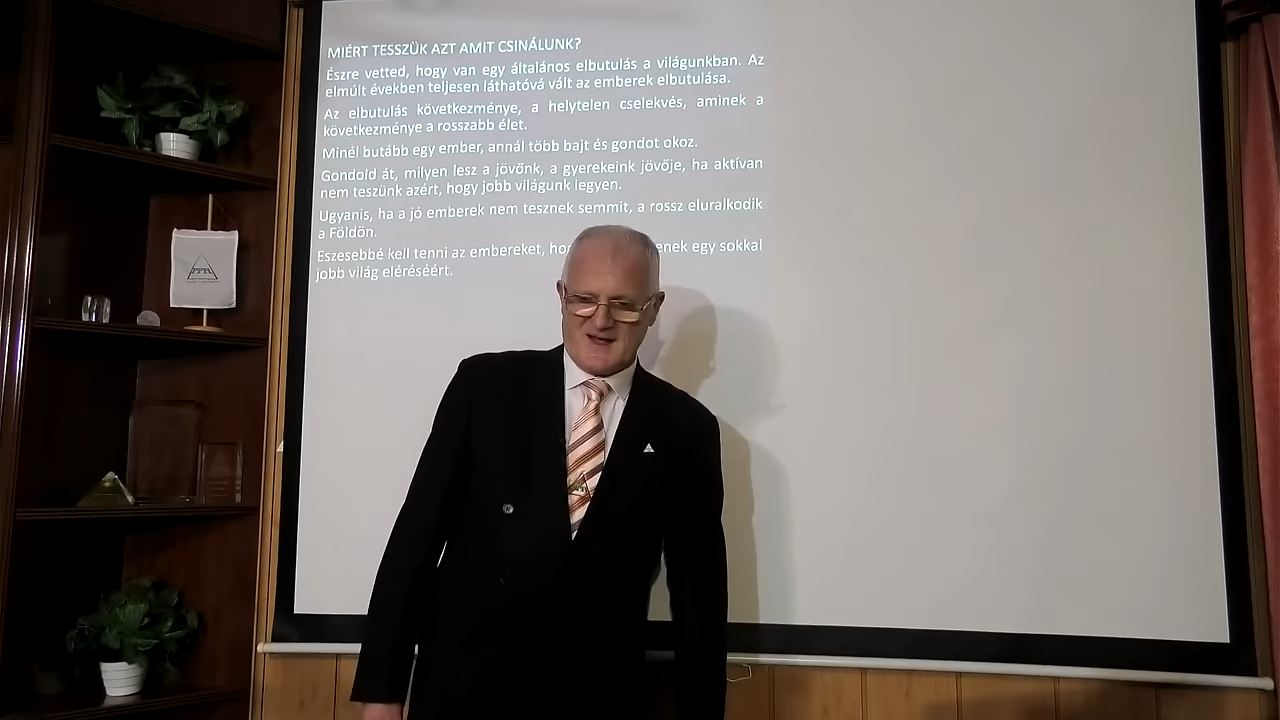 MIÉRT TESSZÜK AZT AMIT CSINÁLUNK?
Észre vetted, hogy van egy általános elbutulás a világunkban. Az
elmúlt években teljesen láthatóvá vált az emberek elbutulása.
Az elbutulás következménye, a helytelen cselekvés, aminek a
következménye a rosszabb élet.
Minél butább egy ember, annál több bajt és gondot okoz.
Gondold át, milyen lesz a jövőnk, a gyerekeink jövője, ha aktívan
nem teszünk azért, hogy jobb világunk legyen.
Ugyanis, ha a jó emberek nem tesznek semmit, a rossz eluralkodik
a Földön.
Eszesebbé kell tenni az embereket, egy sokkal
jobb világ eléréséért.